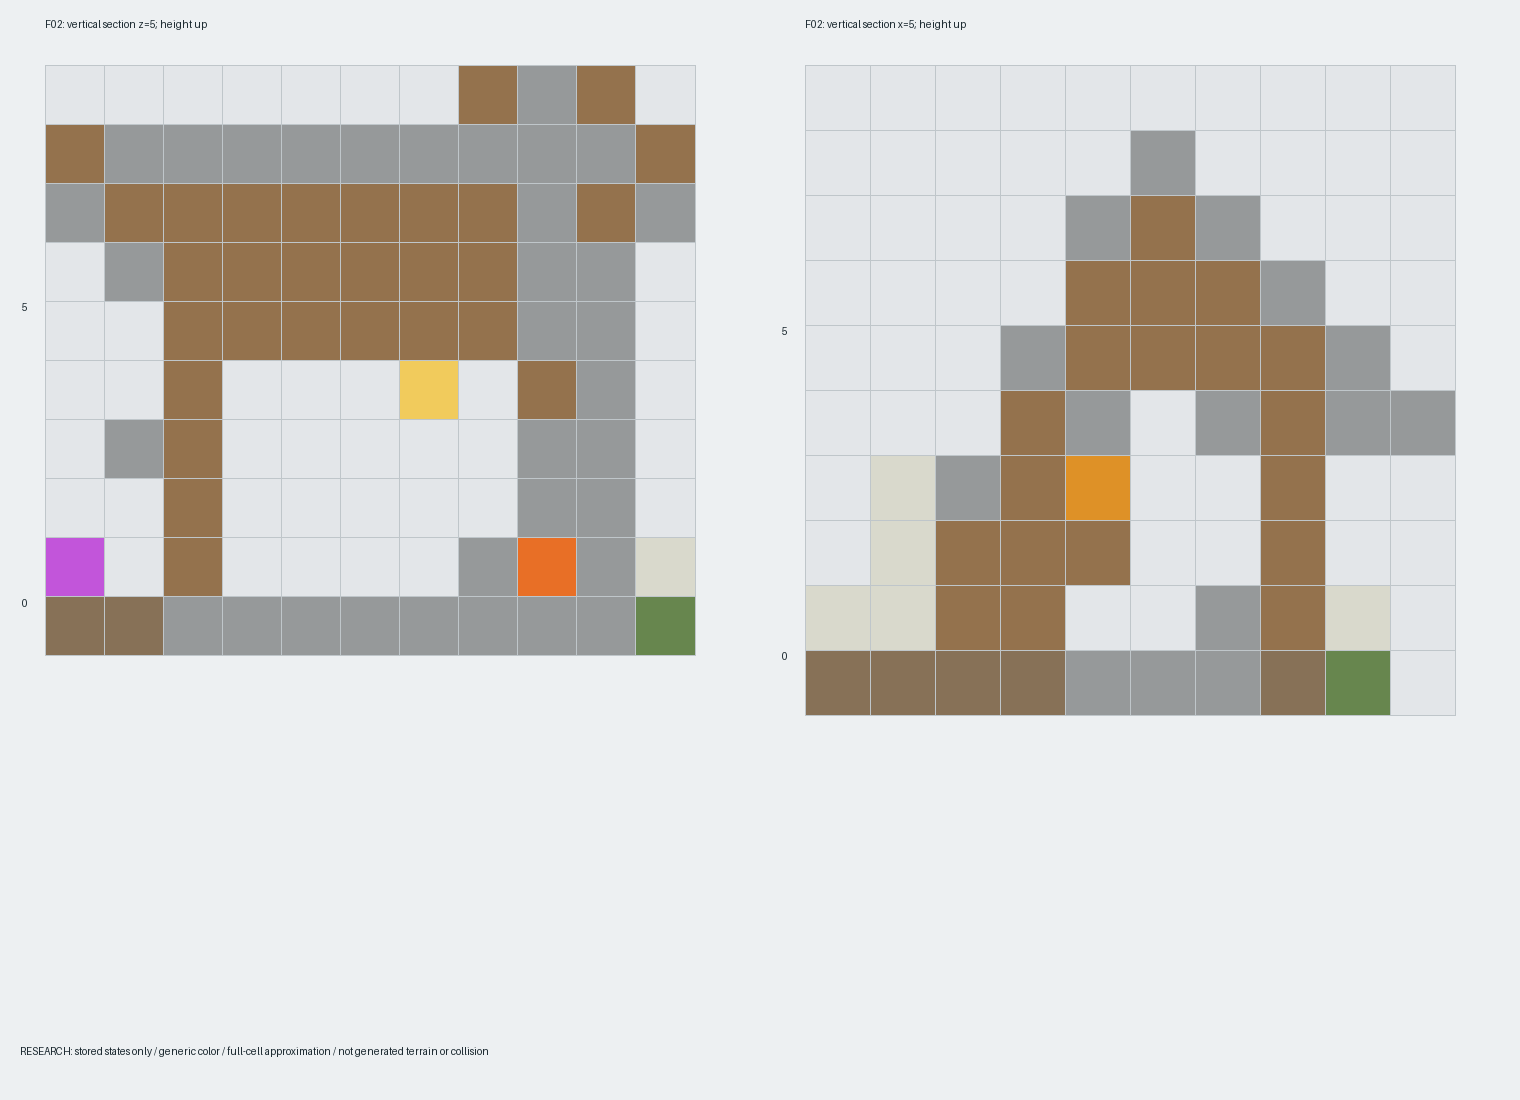 F02: vertical section z=5; height up
F02: vertical section x=5; height up
5
5
0
0
RESEARCH: stored states only / generic color / full-cell approximation / not generated terrain or collision